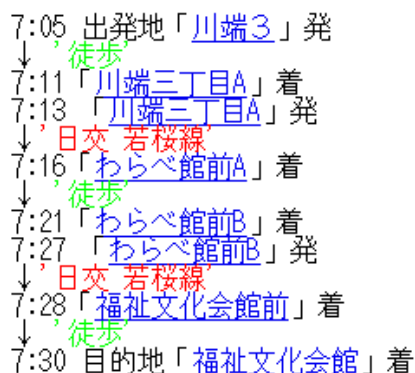 7:05 出発地「川端３」発
↓ '徒歩'
7:11「川端三丁目A」着
7:13 「川端三丁目A」発
↓'日交 若桜線'
7:16「わらべ館前A」着
↓ '徒歩'
7:21「わらべ館前B」着
7:27 「わらべ館前B」発
↓'日交 若桜線'
7:28「福祉文化会館前」着
↓ '徒歩'
7:30 目的地「福祉文化会館」着